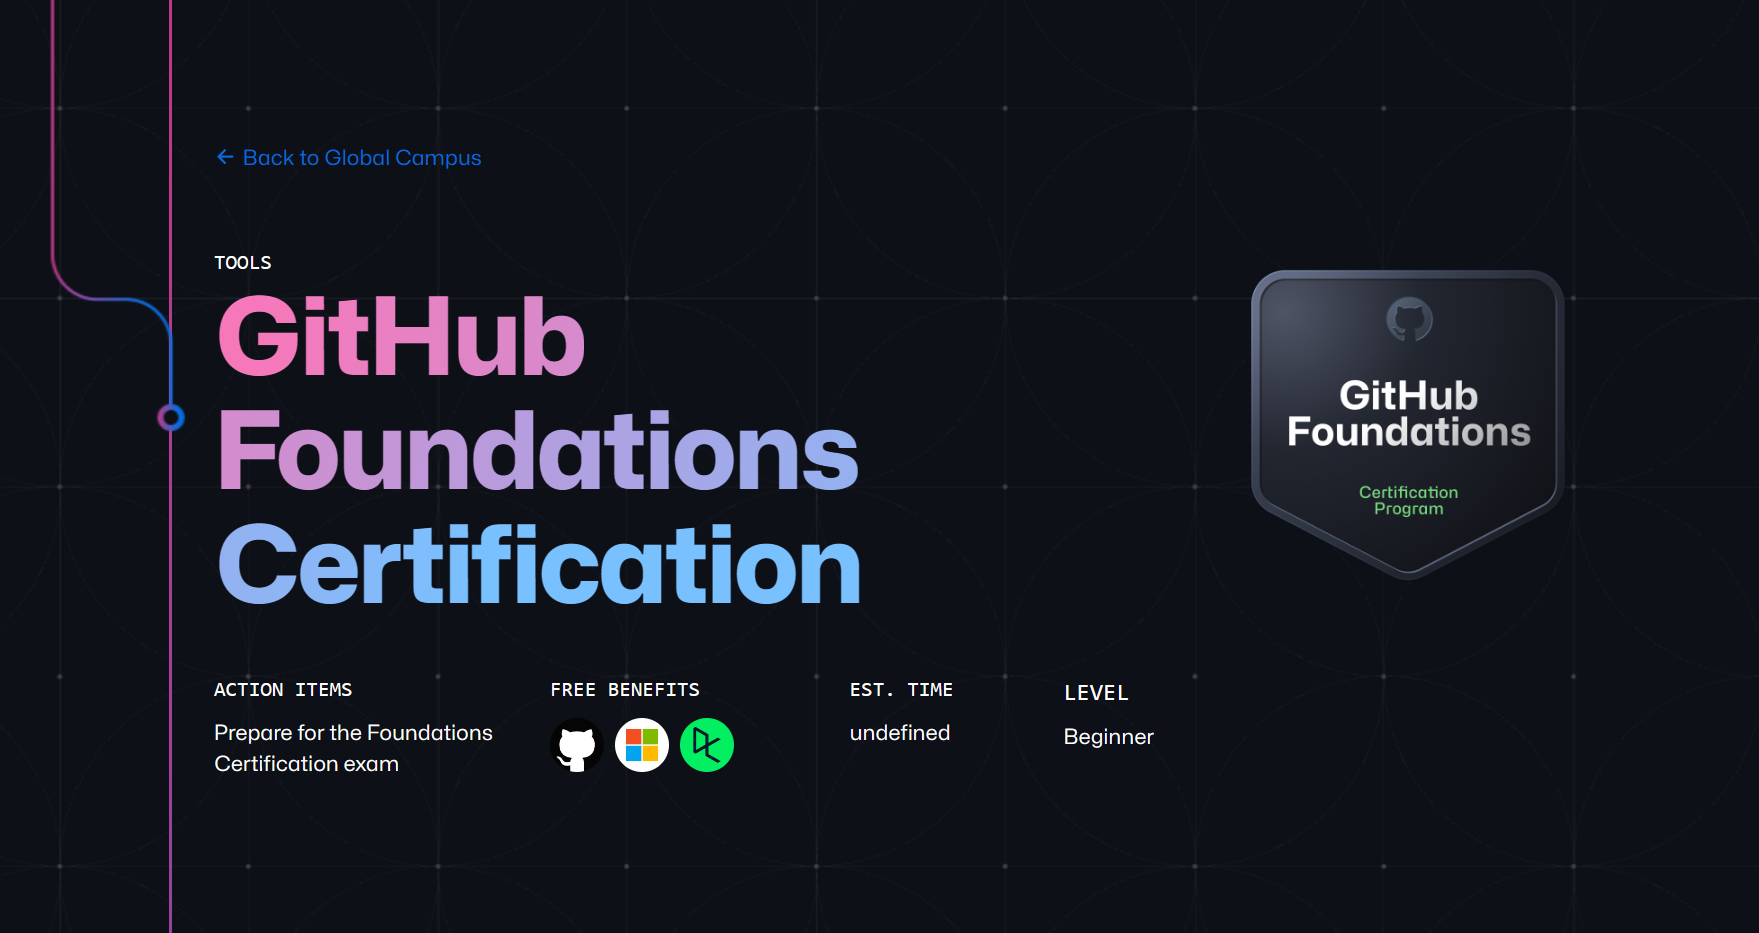 Back to Global Campus
TOOLS
GitHub
Foundations
Certification
GitHub
Foundations
Certification
Program
ACTION ITEMS
Prepare for the Foundations
Certification exam
FREE BENEFITS
EST. TIME
undefined
LEVEL
Beginner